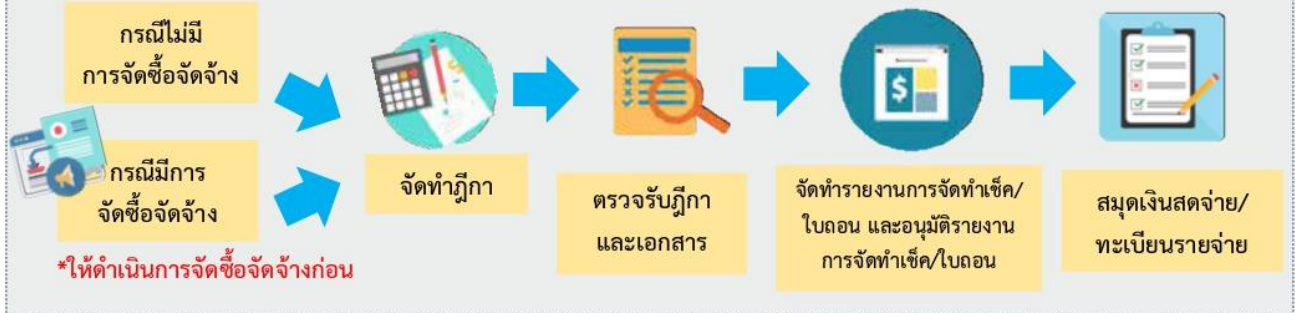 กรณีไม่มี
การจัดซื้อจัดจ้าง
กรณีมีการ
จัดซื้อจัดจ้าง
*ให้ดำเนินการจัดซื้อจัดจ้างก่อน
จัดทำฎีกา
ตรวจรับฎีกา
และเอกสาร
จัดทำรายงานการจัดทำเช็ค/
ใบถอน และอนุมัติรายงาน
การจัดทำเช็ค/ใบถอน
สมุดเงินสดจ่าย/
ทะเบียนรายจ่าย